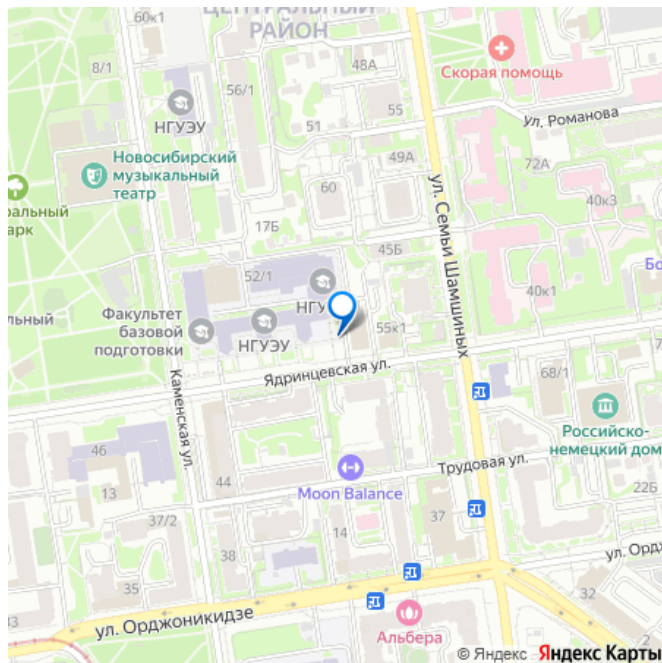 ЦЕНТРАЛЬНЫЙ
РАЙОН
60к1
8/1
56/1
48А
Скорая помощь
НГУЭУ
51
55
ул. Романова
Новосибирский
музыкальный
театр
49А
72А
60
ул. Семьи Шамшиных
40к3
17Б
45Б
52/1
40к1
НГУЭУ
Факультет
базовой
подготовки
55к1
Ядринцевская ул.
68/1
Каменская ул.
Российско-
немецкий дом
46
44
Трудовая ул.
13
Moon Balance
22Б
37/2
14
37
38
35
ул. Орджоникидзе
32
2
Альбера
© Яндекс Яндекс Карты